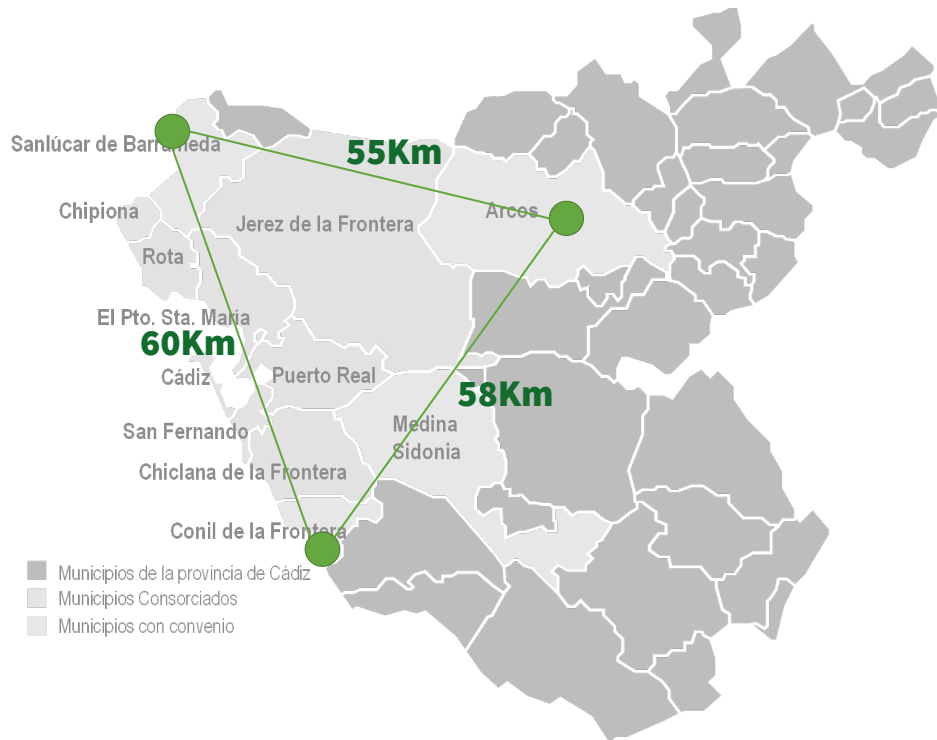 Sanlúcar de Barrameda
55Km
Chipiona
Arcos
Jerez de la Frontera
Rota
El Pto. Sta. María
60Km
Cádiz
Puerto Real
58Km
Medina
Sidonia
San Fernando
Chiclana de la Frontera
Conil de la Frontera
Municipios de la provincia de Cádiz
Municipios Consorciados
Municipios con convenio